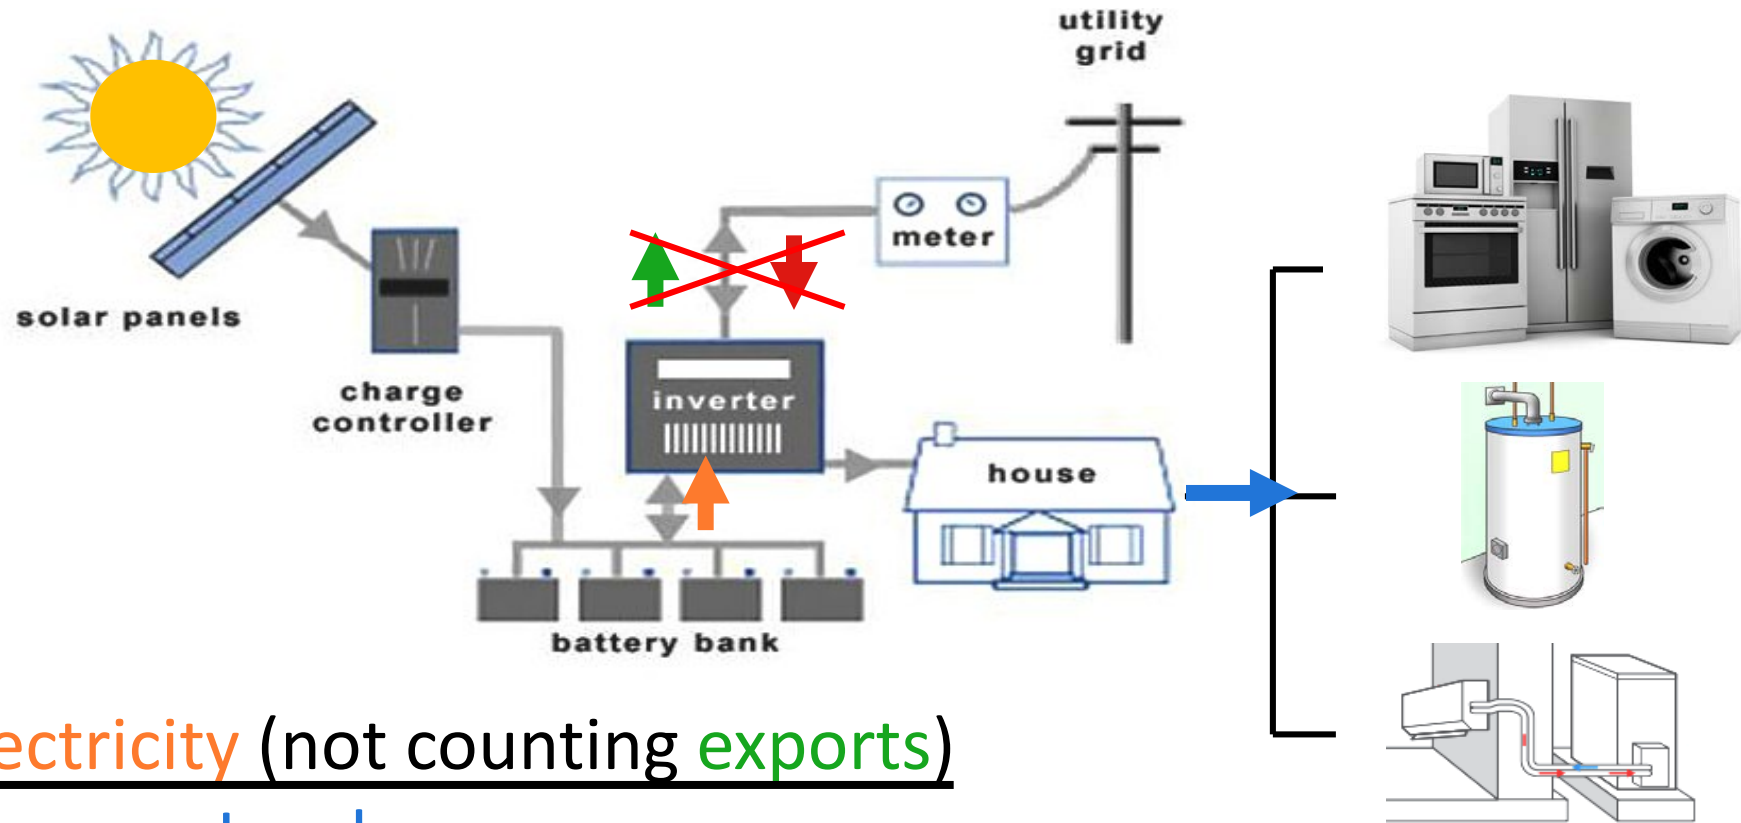 utility
grid
meter
solar panels
charge
controller
inverter
house
battery bank
ectricity (not counting exports)